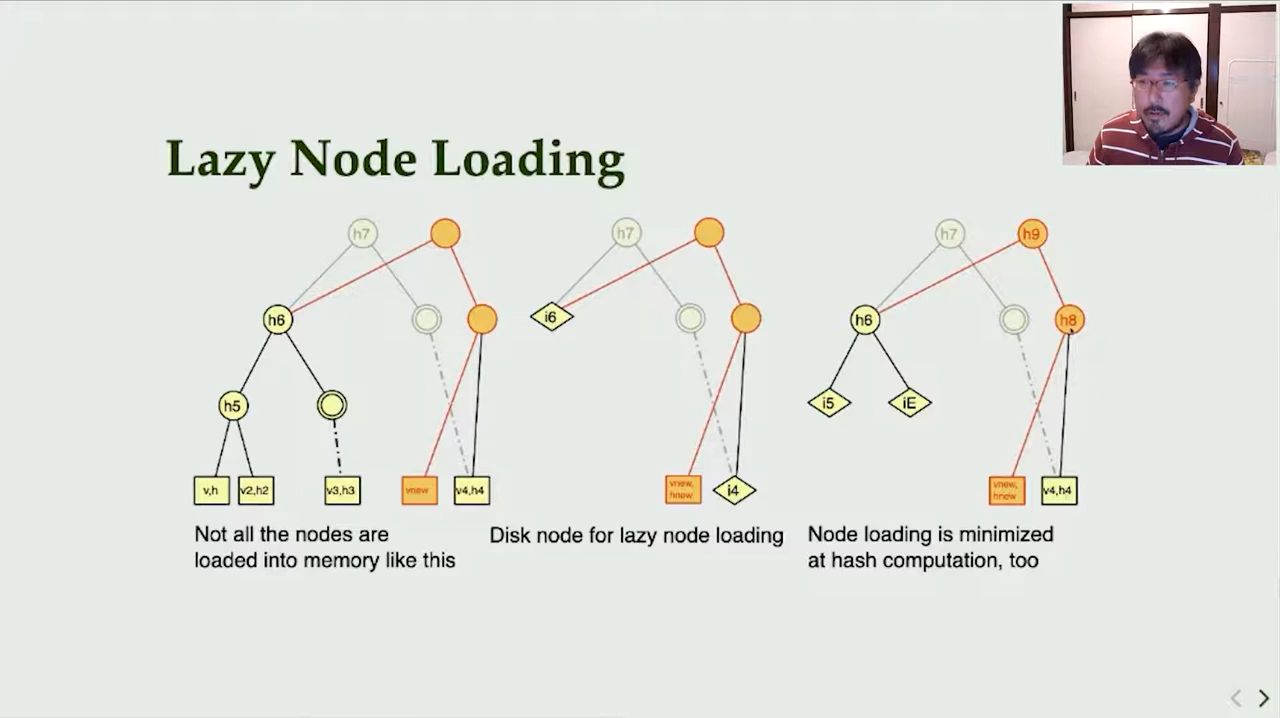 Lazy Node Loading
h7
h7
h7
h9
h6
i6
h6
h8
h5
i5
iE
v,h
v2,h2
v3,h3
vnew
v4,h4
vnew,
hnew
i4
vnew,
hnew
v4,h4
Not all the nodes are
loaded into memory like this
Disk node for lazy node loading
Node loading is minimized
at hash computation, too